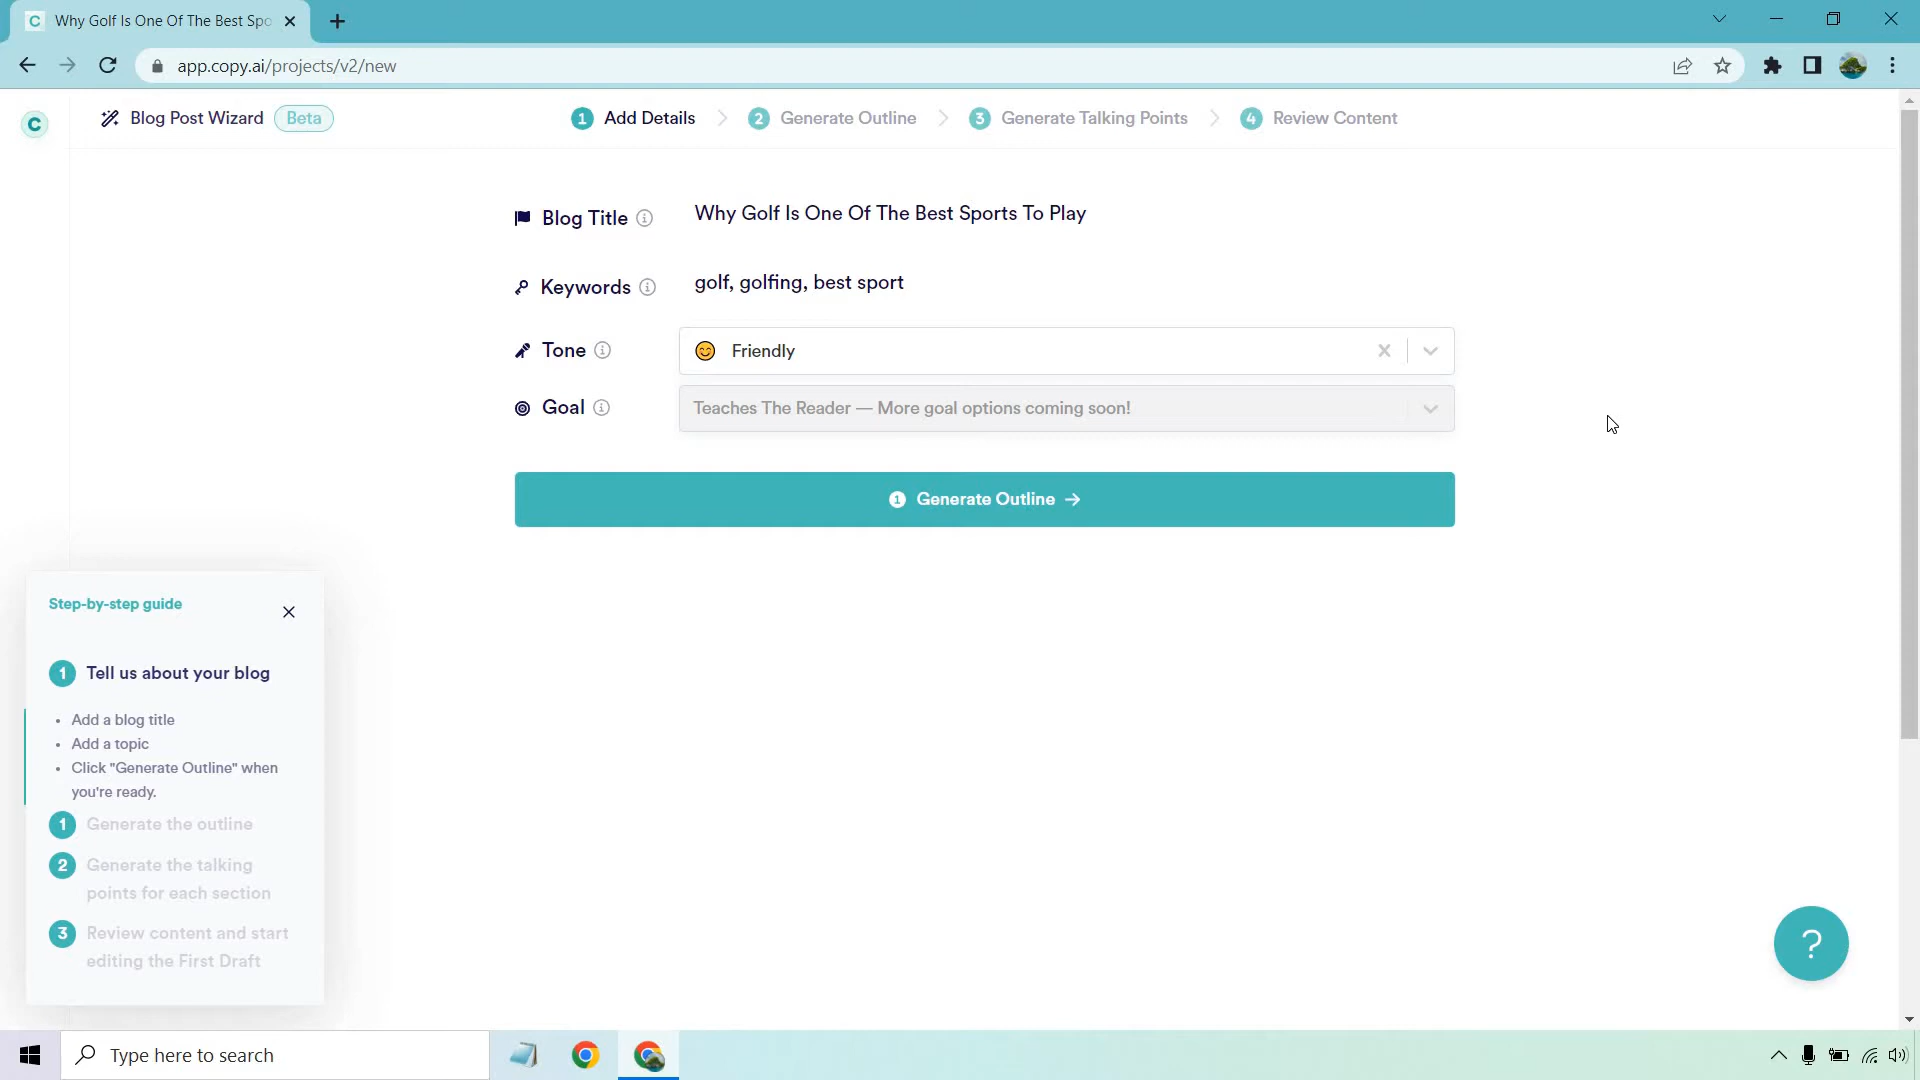 Why Golf Is One Of The Best Spo
app.copy.ai/projects/v2/new
C
Blog Post Wizard Beta
1 Add Details
2 Generate Outline
3 Generate Talking Points
4 Review Content
Blog Title
Why Golf Is One Of The Best Sports To Play
Keywords
golf, golfing, best sport
Tone
Friendly
Goal
Teaches The Reader — More goal options coming soon!
1 Generate Outline →
Step-by-step guide
1 Tell us about your blog
• Add a blog title
• Add a topic
• Click "Generate Outline" when
you're ready.
1 Generate the outline
2 Generate the talking
points for each section
3 Review content and start
editing the First Draft
?
Type here to search